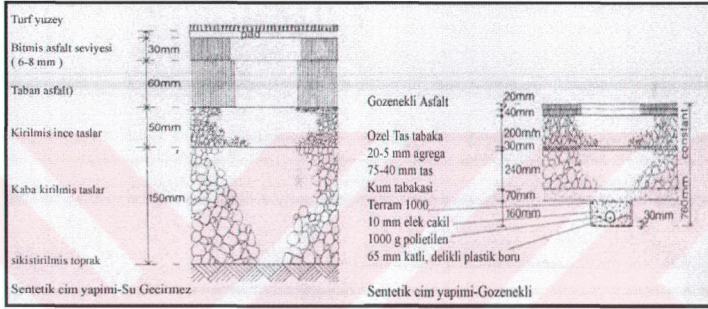 Turf yuzey
pad
Bitmis asfalt seviyesi
( 6-8 mm )
30mm
Taban asfalt)
60mm
Kirilmis ince taslar
50mm
Kaba kirilmis taslar
150mm
sikistirilmis toprak
Sentetik cim yapimi-Su Gecirmez
Gozenekli Asfalt
Ozel Tas tabaka
20-5 mm agrega
75-40 mm tas
Kum tabakasi
Terram 1000
10 mm elek cakil
1000 g polietilen
65 mm katli, delikli plastik boru
20mm
40mm
200mm
30mm
240mm
70mm
160mm
30mm
760mm constant
Sentetik cim yapimi-Gozenekli